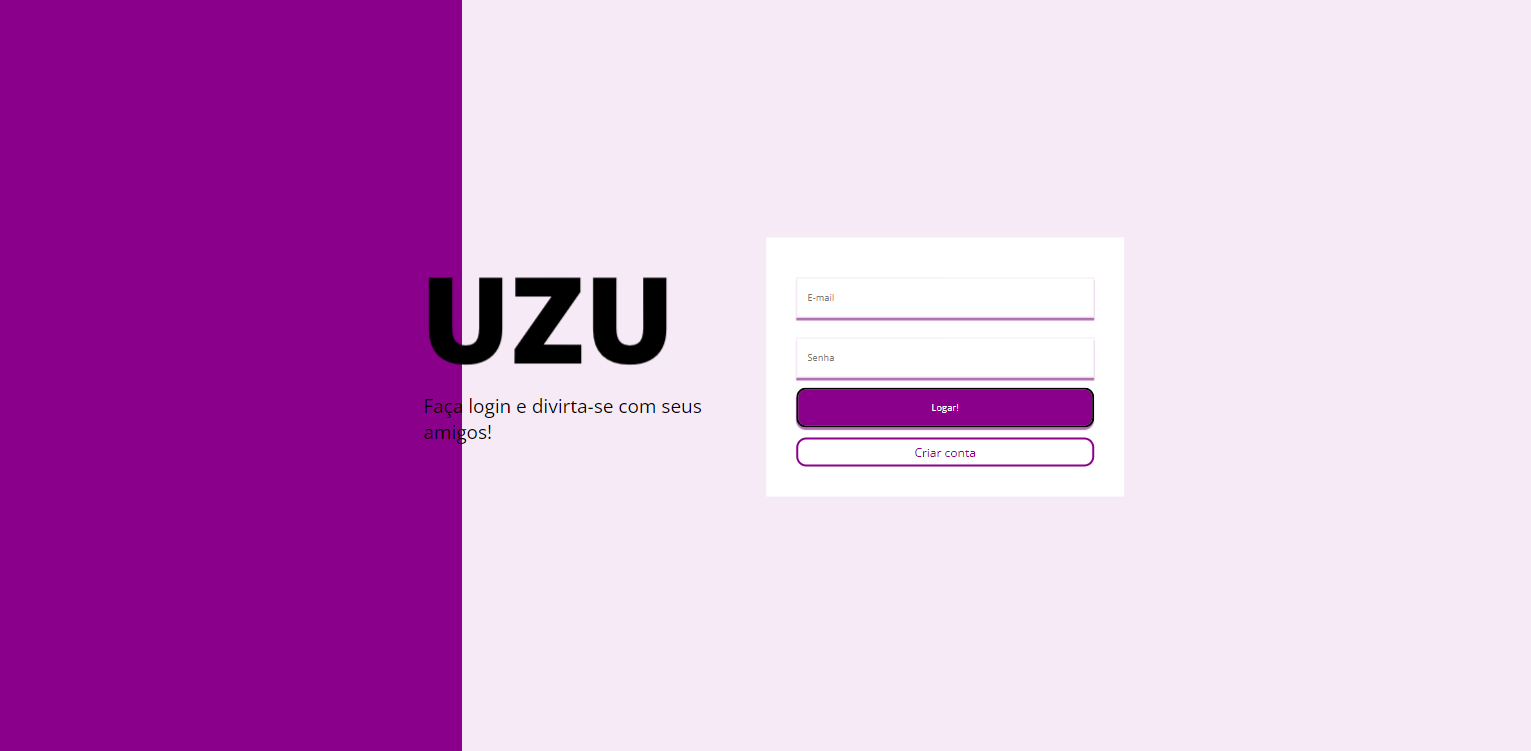 UZU
Faça login e divirta-se com seus
amigos!
E-mail
Senha
Logar!
Criar conta